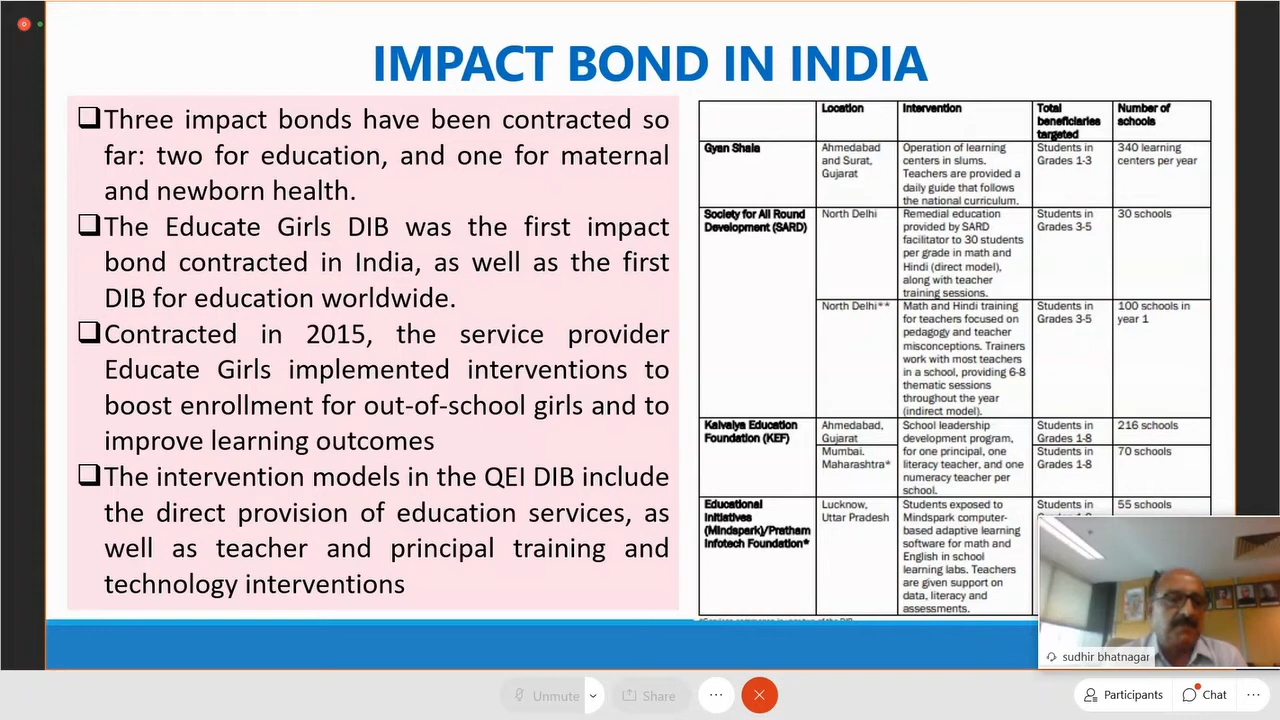 IMPACT BOND IN INDIA
Three impact bonds have been contracted so
far: two for education, and one for maternal
and newborn health.
The Educate Girls DIB was the first impact
bond contracted in India, as well as the first
DIB for education worldwide.
Contracted in 2015, the service provider
Educate Girls implemented interventions to
boost enrollment for out-of-school girls and to
improve learning outcomes
The intervention models in the QEI DIB include
the direct provision of education services, as
well as teacher and principal training and
technology interventions
Location
Intervention
Total
beneficiaries
targeted
Number of
schools
Gyan Shala
Ahmedabad
and Surat,
Gujarat
Operation of learning
centers in slums.
Teachers are provided a
daily guide that follows
the national curriculum.
Students in
Grades 1-3
340 learning
centers per year
Society for All Round
Development (SARD)
North Delhi
Remedial education
provided by SARD
facilitator to 30 students
per grade in math and
Hindi (direct model),
along with teacher
training sessions.
Students in
Grades 3-5
30 schools
North Delhi**
Math and Hindi training
for teachers focused on
pedagogy and teacher
misconceptions. Trainers
work with most teachers
in a school, providing 6-8
thematic sessions
throughout the year
(indirect model).
Students in
Grades 3-5
100 schools in
year 1
Kaivalya Education
Foundation (KEF)
Ahmedabad,
Gujarat
School leadership
development program,
for one principal, one
literacy teacher, and one
numeracy teacher per
school.
Students in
Grades 1-8
216 schools
Mumbai.
Maharashtra*
Students in
Grades 1-8
70 schools
Educational
Initiatives
(Mindspark)/Pratham
Infotech Foundation*
Lucknow,
Uttar Pradesh
Students exposed to
Mindspark computer-
based adaptive learning
software for math and
English in school
learning labs. Teachers
are given support on
data, literacy and
assessments.
Students in
55 schools
sudhir bhatnagar
Unmute
Share
Participants
Chat